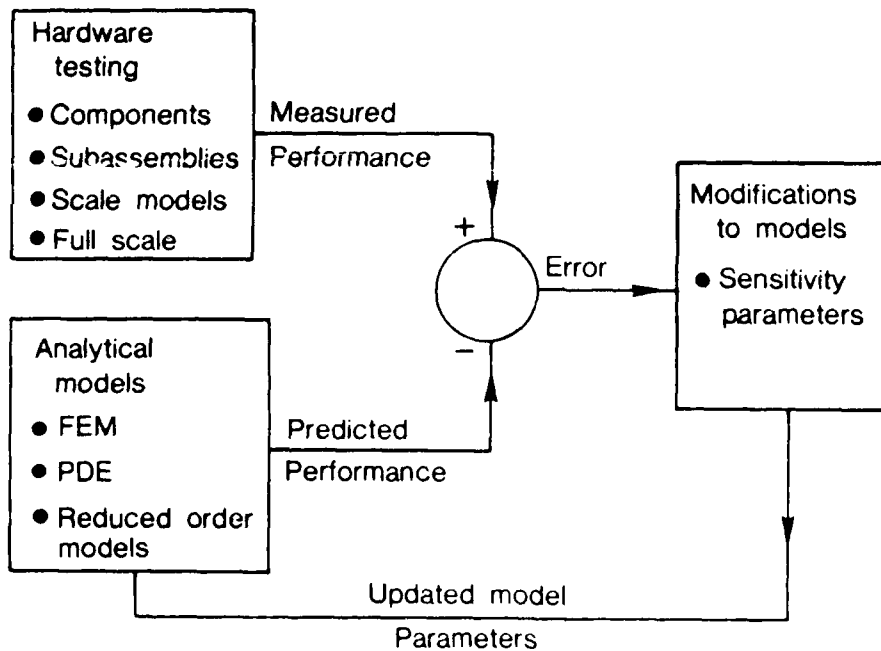 Hardware
testing
● Components
● Subassemblies
● Scale models
● Full scale
Measured
Performance
+
−
Error
Modifications
to models
● Sensitivity
parameters
Analytical
models
● FEM
● PDE
● Reduced order
models
Predicted
Performance
Updated model
Parameters